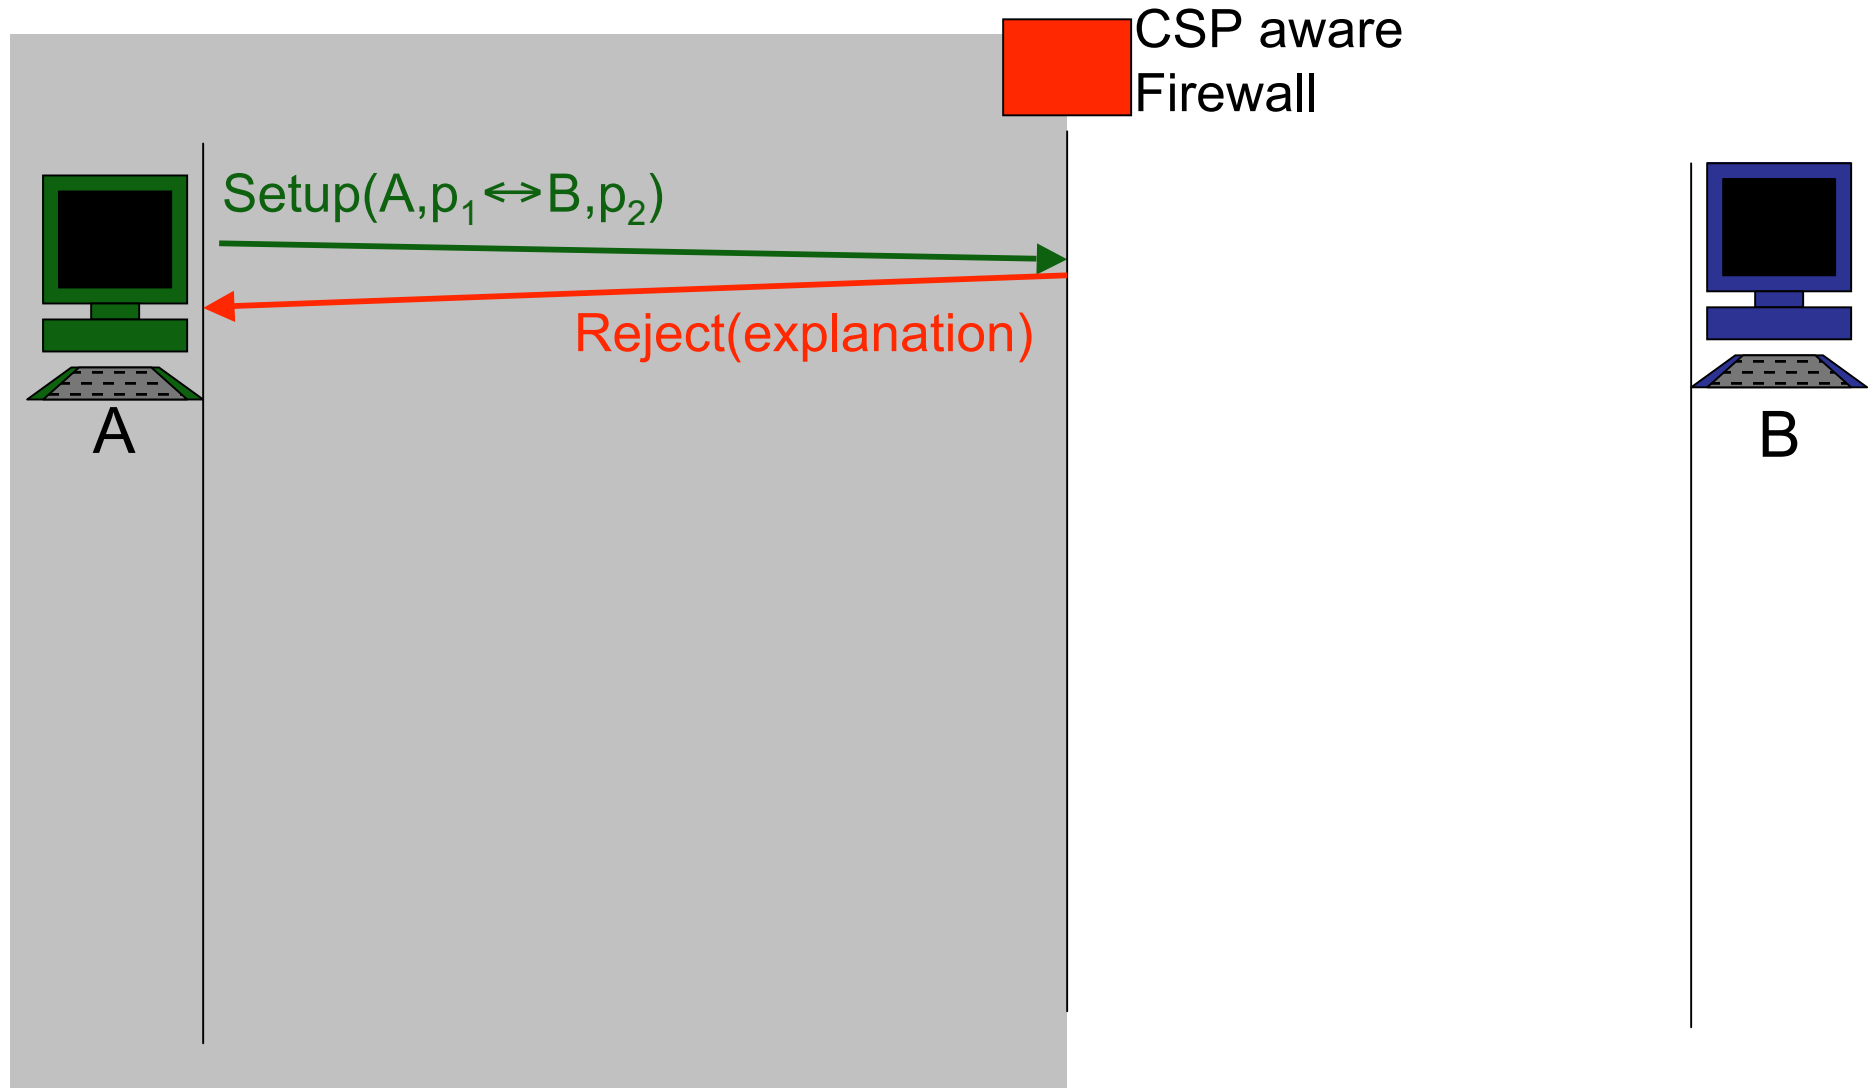 CSP aware
Firewall
Setup(A,p₁<->B,p₂)
Reject(explanation)
A
B